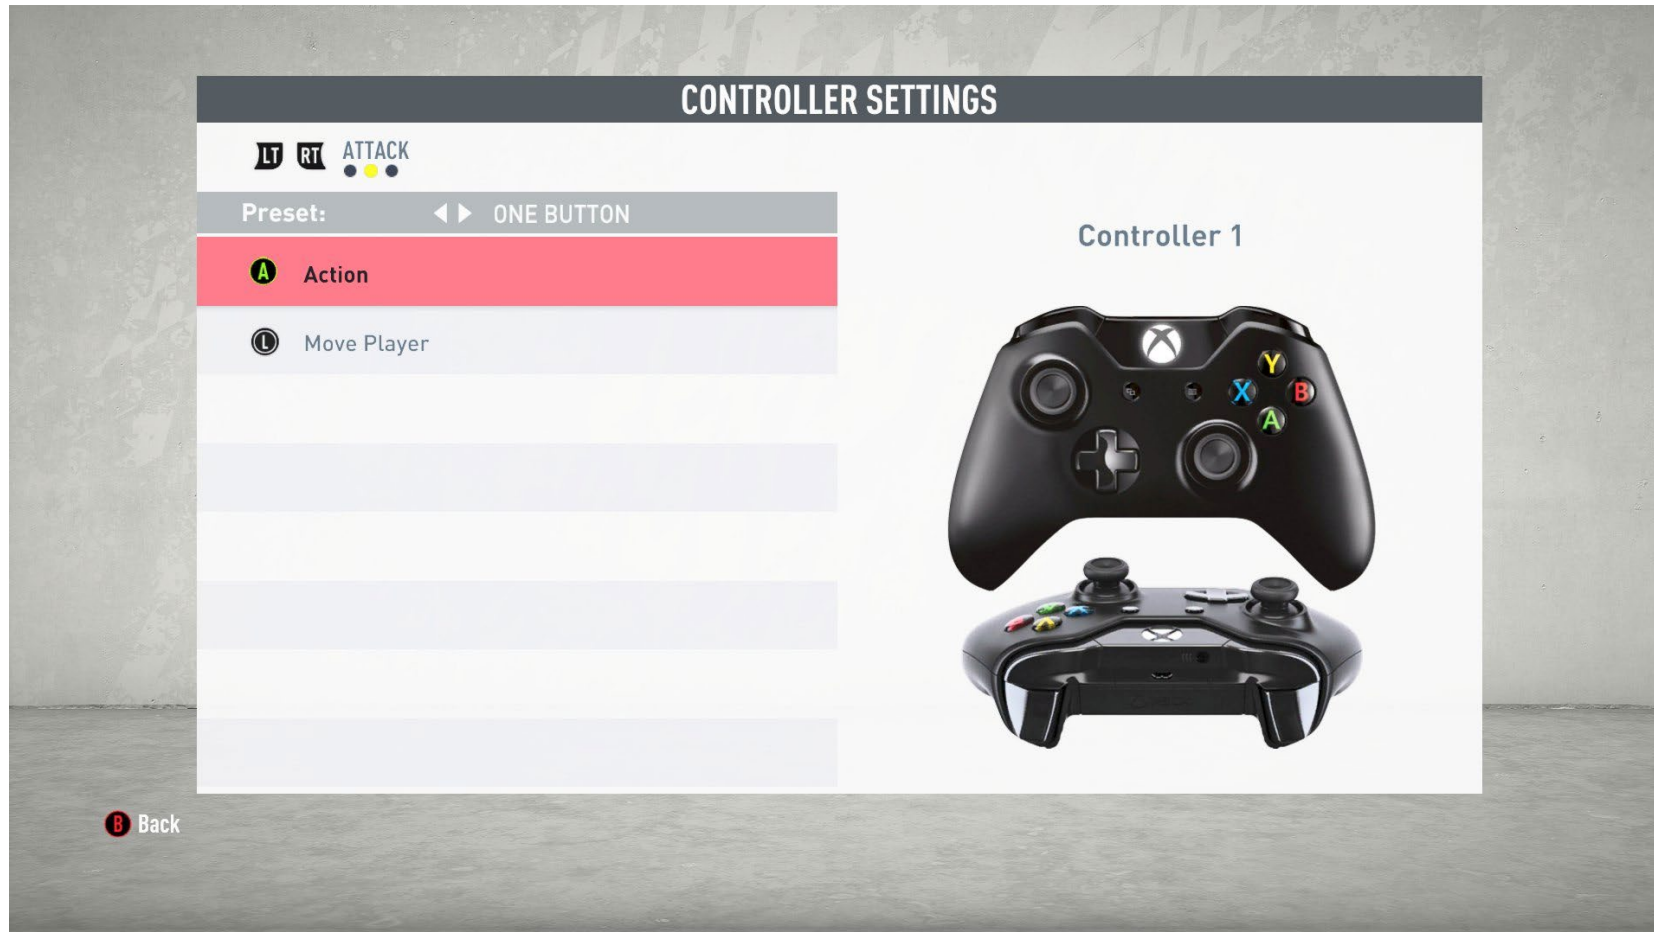 CONTROLLER SETTINGS
LT RT ATTACK
Preset: ONE BUTTON
Controller 1
A Action
L Move Player
Y
X B
A
B Back